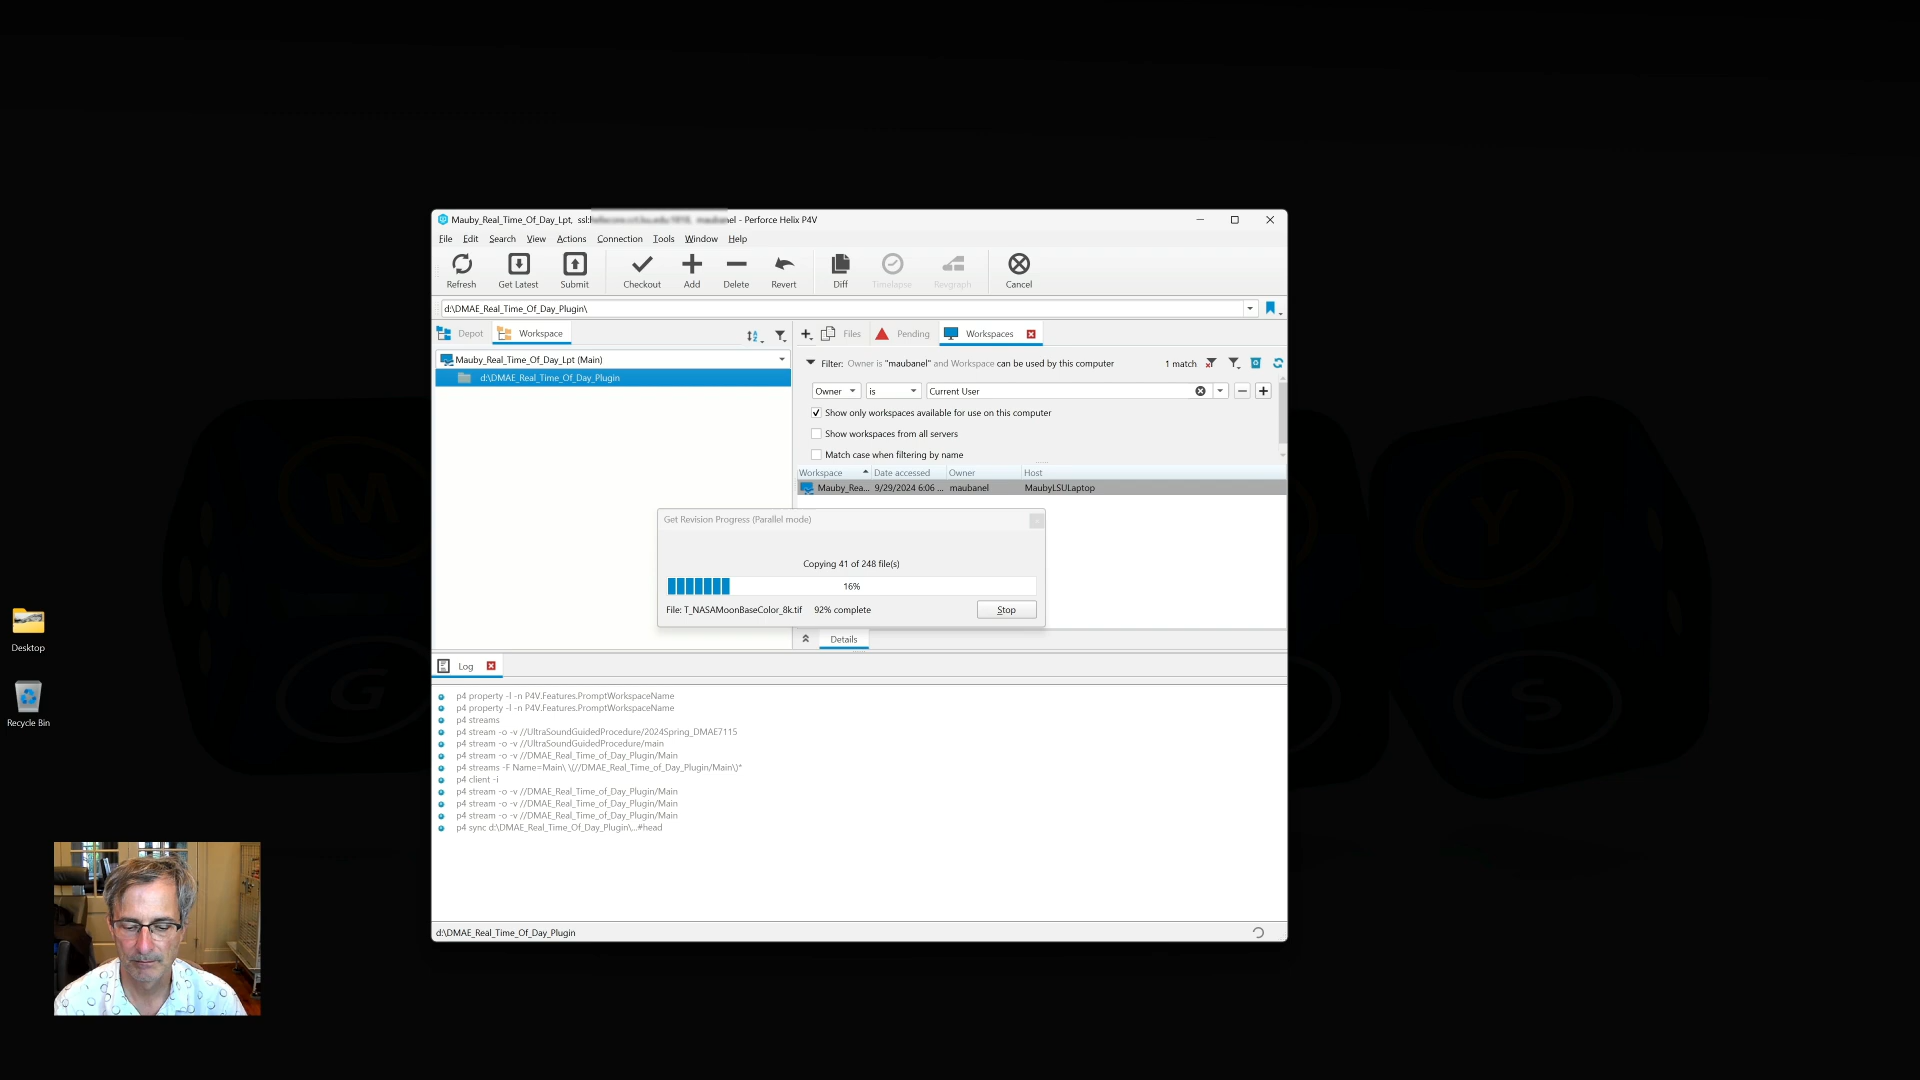 Mauby_Real_Time_Of_Day_Lpt, ssl: nel - Perforce Helix P4V
File Edit Search View Actions Connection Tools Window Help
Refresh Get Latest Submit Checkout Add Delete Revert Diff Timelapse Revgraph Cancel
d:\DMAE_Real_Time_Of_Day_Plugin\
Depot Workspace Files Pending Workspaces
Mauby_Real_Time_Of_Day_Lpt (Main)
d:\DMAE_Real_Time_Of_Day_Plugin
Filter: Owner is "maubanel" and Workspace can be used by this computer 1 match
Owner is Current User
Show only workspaces available for use on this computer
Show workspaces from all servers
Match case when filtering by name
Workspace Date accessed Owner Host
Mauby_Rea... 9/29/2024 6:06 ... maubanel MaubyLSULaptop
Get Revision Progress (Parallel mode)
Copying 41 of 248 file(s)
16%
File: T_NASAMoonBaseColor_8k.tif 92% complete Stop
Details
Log
p4 property -l -n P4V.Features.PromptWorkspaceName
p4 property -l -n P4V.Features.PromptWorkspaceName
p4 streams
p4 stream -o -v //UltraSoundGuidedProcedure/2024Spring_DMAE7115
p4 stream -o -v //UltraSoundGuidedProcedure/main
p4 stream -o -v //DMAE_Real_Time_of_Day_Plugin/Main
p4 streams -F Name=Main\ \(//DMAE_Real_Time_of_Day_Plugin/Main\)*
p4 client -i
p4 stream -o -v //DMAE_Real_Time_of_Day_Plugin/Main
p4 stream -o -v //DMAE_Real_Time_of_Day_Plugin/Main
p4 stream -o -v //DMAE_Real_Time_of_Day_Plugin/Main
p4 sync d:\DMAE_Real_Time_Of_Day_Plugin\...#head
d:\DMAE_Real_Time_Of_Day_Plugin
Desktop
Recycle Bin
M
G
Y
S